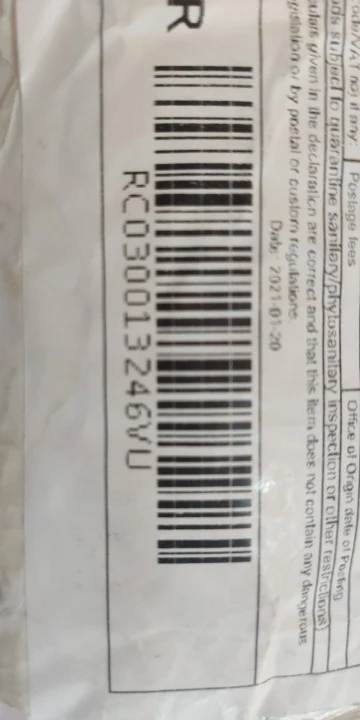 Postage fees
Office of Origin date of Posting
ods subject to quarantine sanitary/phytosanitary inspection or other restrictions)
given in the declaration are correct and that this item does not contain any dangerous
or by postal or custom regulations.
Date: 2021-01-20
R
RC030013246VU